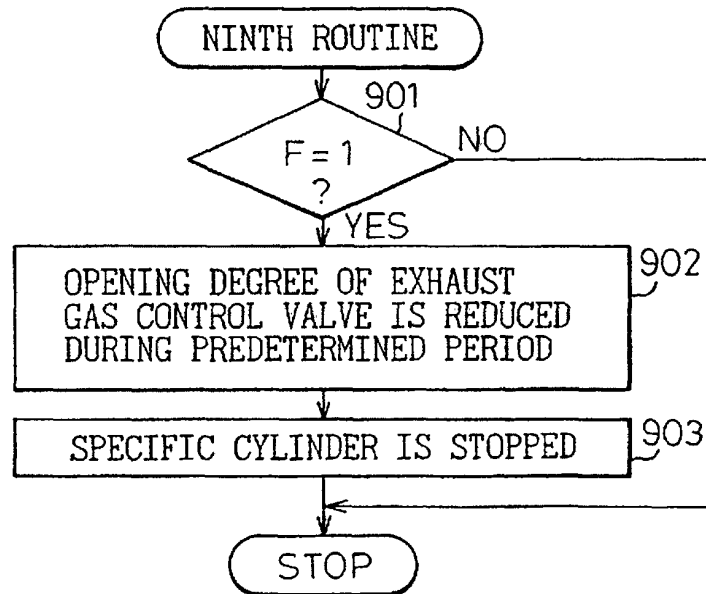 NINTH ROUTINE
901
F = 1
?
NO
YES
OPENING DEGREE OF EXHAUST
GAS CONTROL VALVE IS REDUCED
DURING PREDETERMINED PERIOD
902
SPECIFIC CYLINDER IS STOPPED
903
STOP